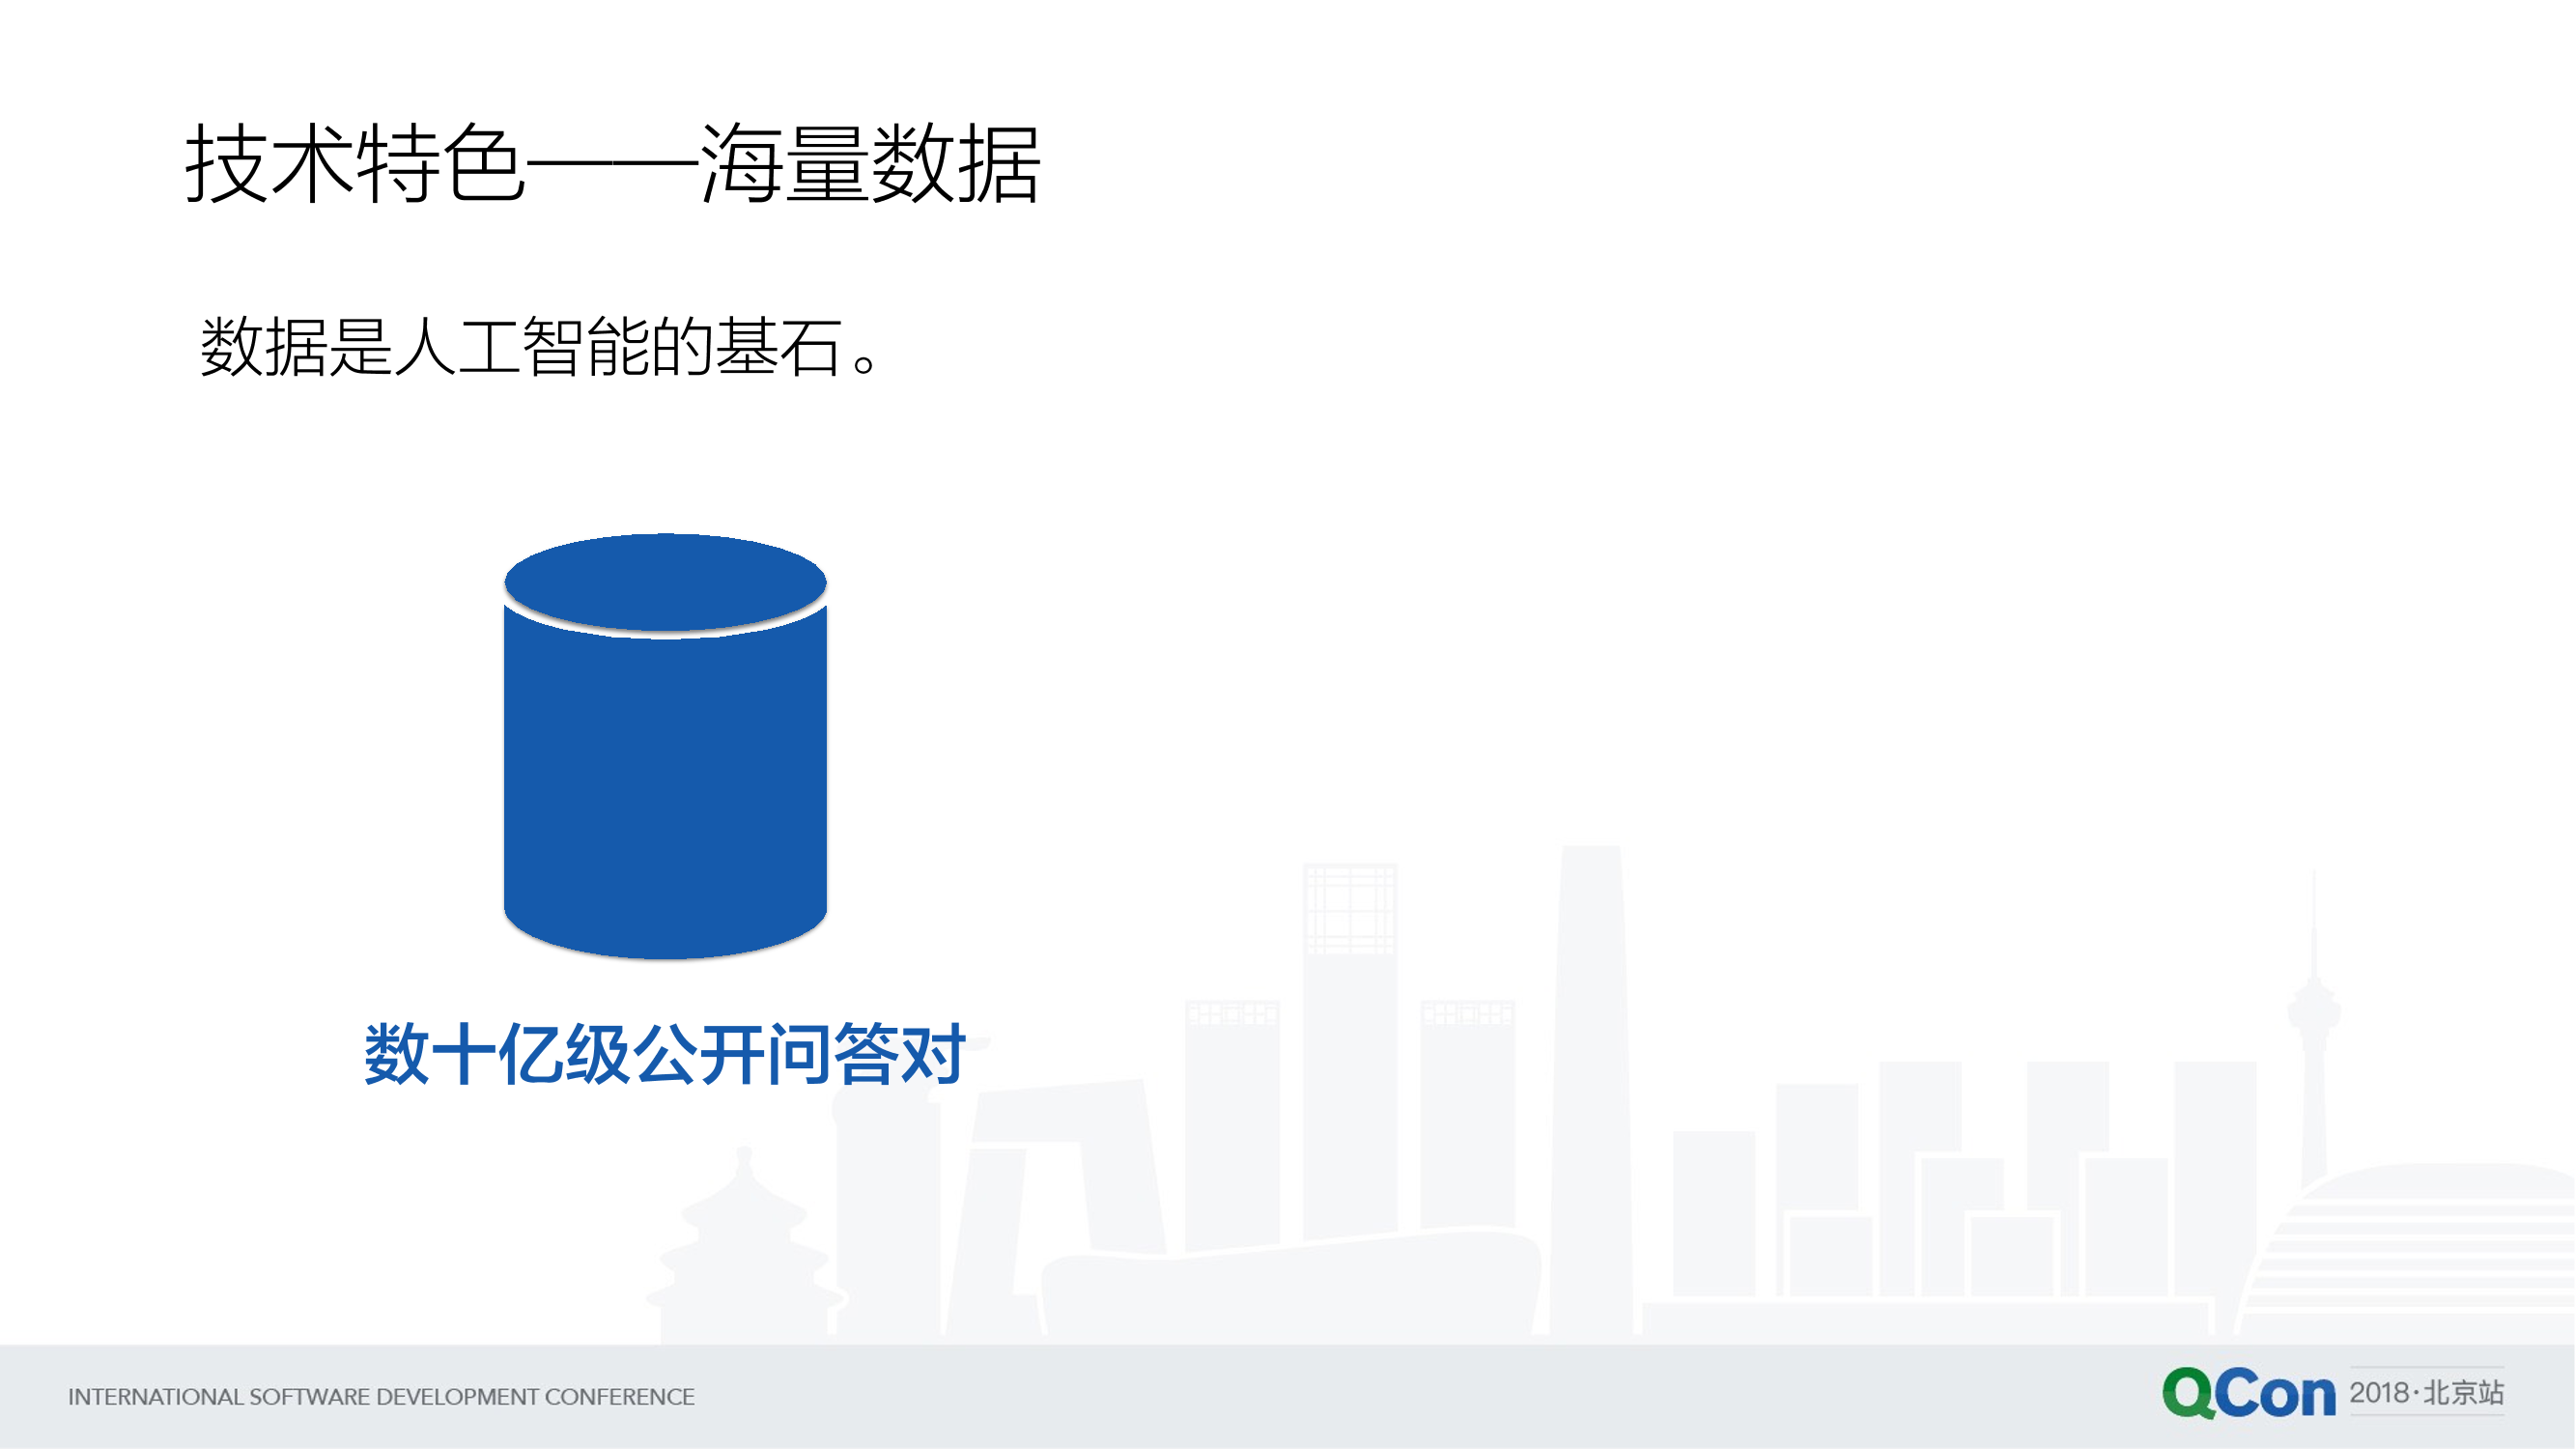 技术特色——海量数据
数据是人工智能的基石。
数十亿级公开问答对
INTERNATIONAL SOFTWARE DEVELOPMENT CONFERENCE
QCon 2018·北京站